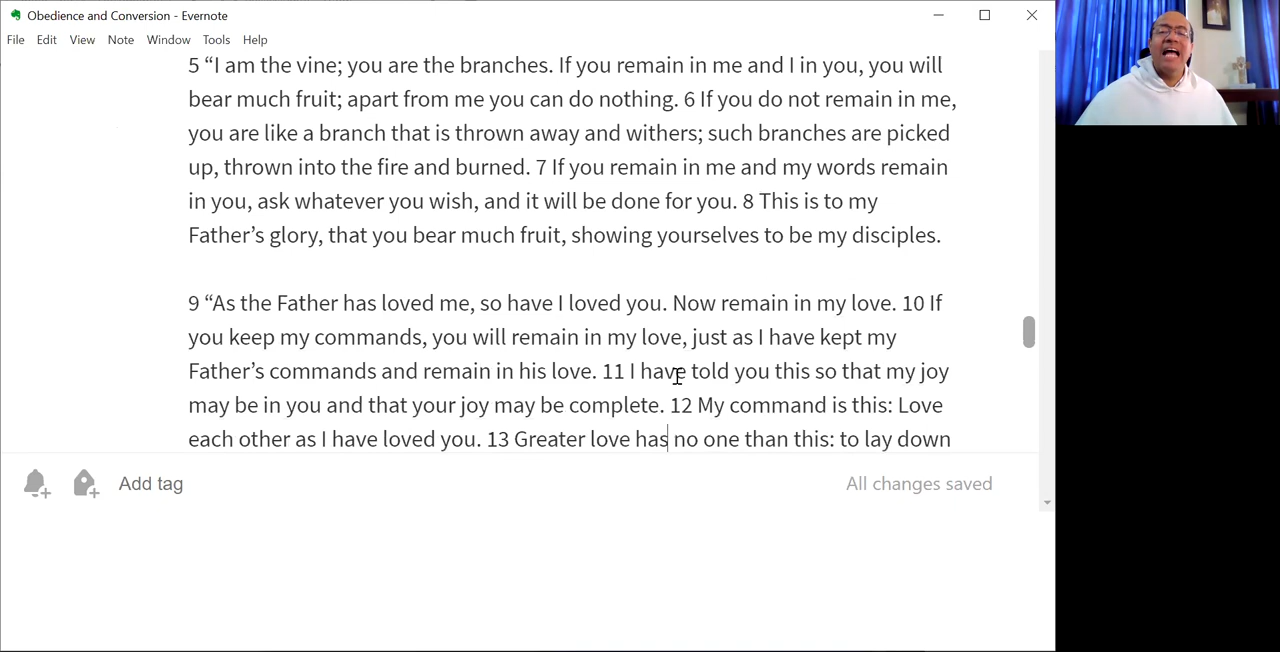 Obedience and Conversion - Evernote
File Edit View Note Window Tools Help
5 “I am the vine; you are the branches. If you remain in me and I in you, you will
bear much fruit; apart from me you can do nothing. 6 If you do not remain in me,
you are like a branch that is thrown away and withers; such branches are picked
up, thrown into the fire and burned. 7 If you remain in me and my words remain
in you, ask whatever you wish, and it will be done for you. 8 This is to my
Father’s glory, that you bear much fruit, showing yourselves to be my disciples.
9 “As the Father has loved me, so have I loved you. Now remain in my love. 10 If
you keep my commands, you will remain in my love, just as I have kept my
Father’s commands and remain in his love. 11 I have told you this so that my joy
may be in you and that your joy may be complete. 12 My command is this: Love
each other as I have loved you. 13 Greater love has no one than this: to lay down
Add tag
All changes saved